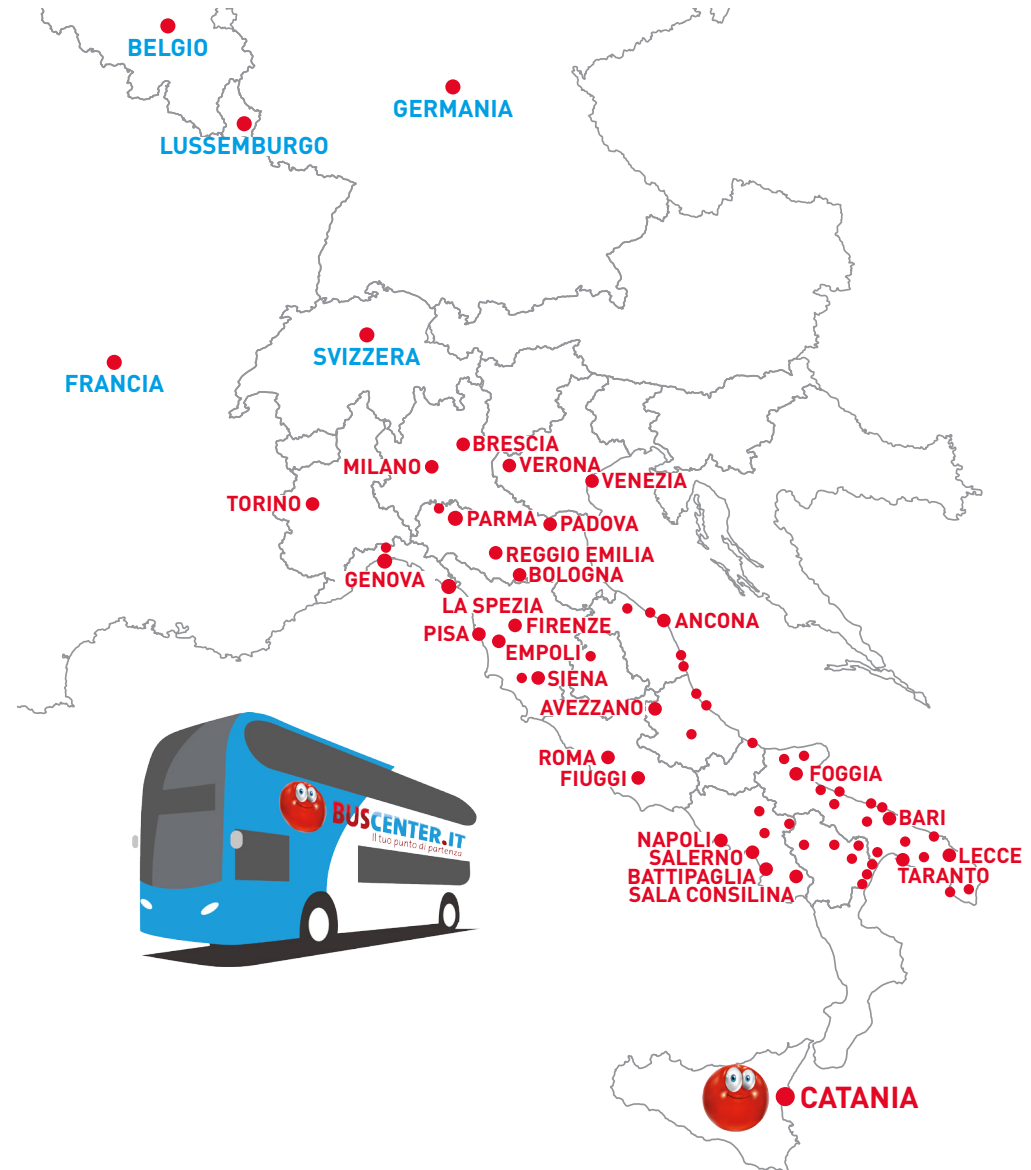 BELGIO
GERMANIA
LUSSEMBURGO
SVIZZERA
FRANCIA
BRESCIA
MILANO
VERONA
VENEZIA
TORINO
PARMA
PADOVA
REGGIO EMILIA
BOLOGNA
GENOVA
LA SPEZIA
FIRENZE
ANCONA
PISA
EMPOLI
SIENA
AVEZZANO
ROMA
FIUGGI
FOGGIA
BUSCENTER.IT
Il tuo punto di partenza
BARI
NAPOLI
SALERNO
LECCE
BATTIPAGLIA
TARANTO
SALA CONSILINA
CATANIA